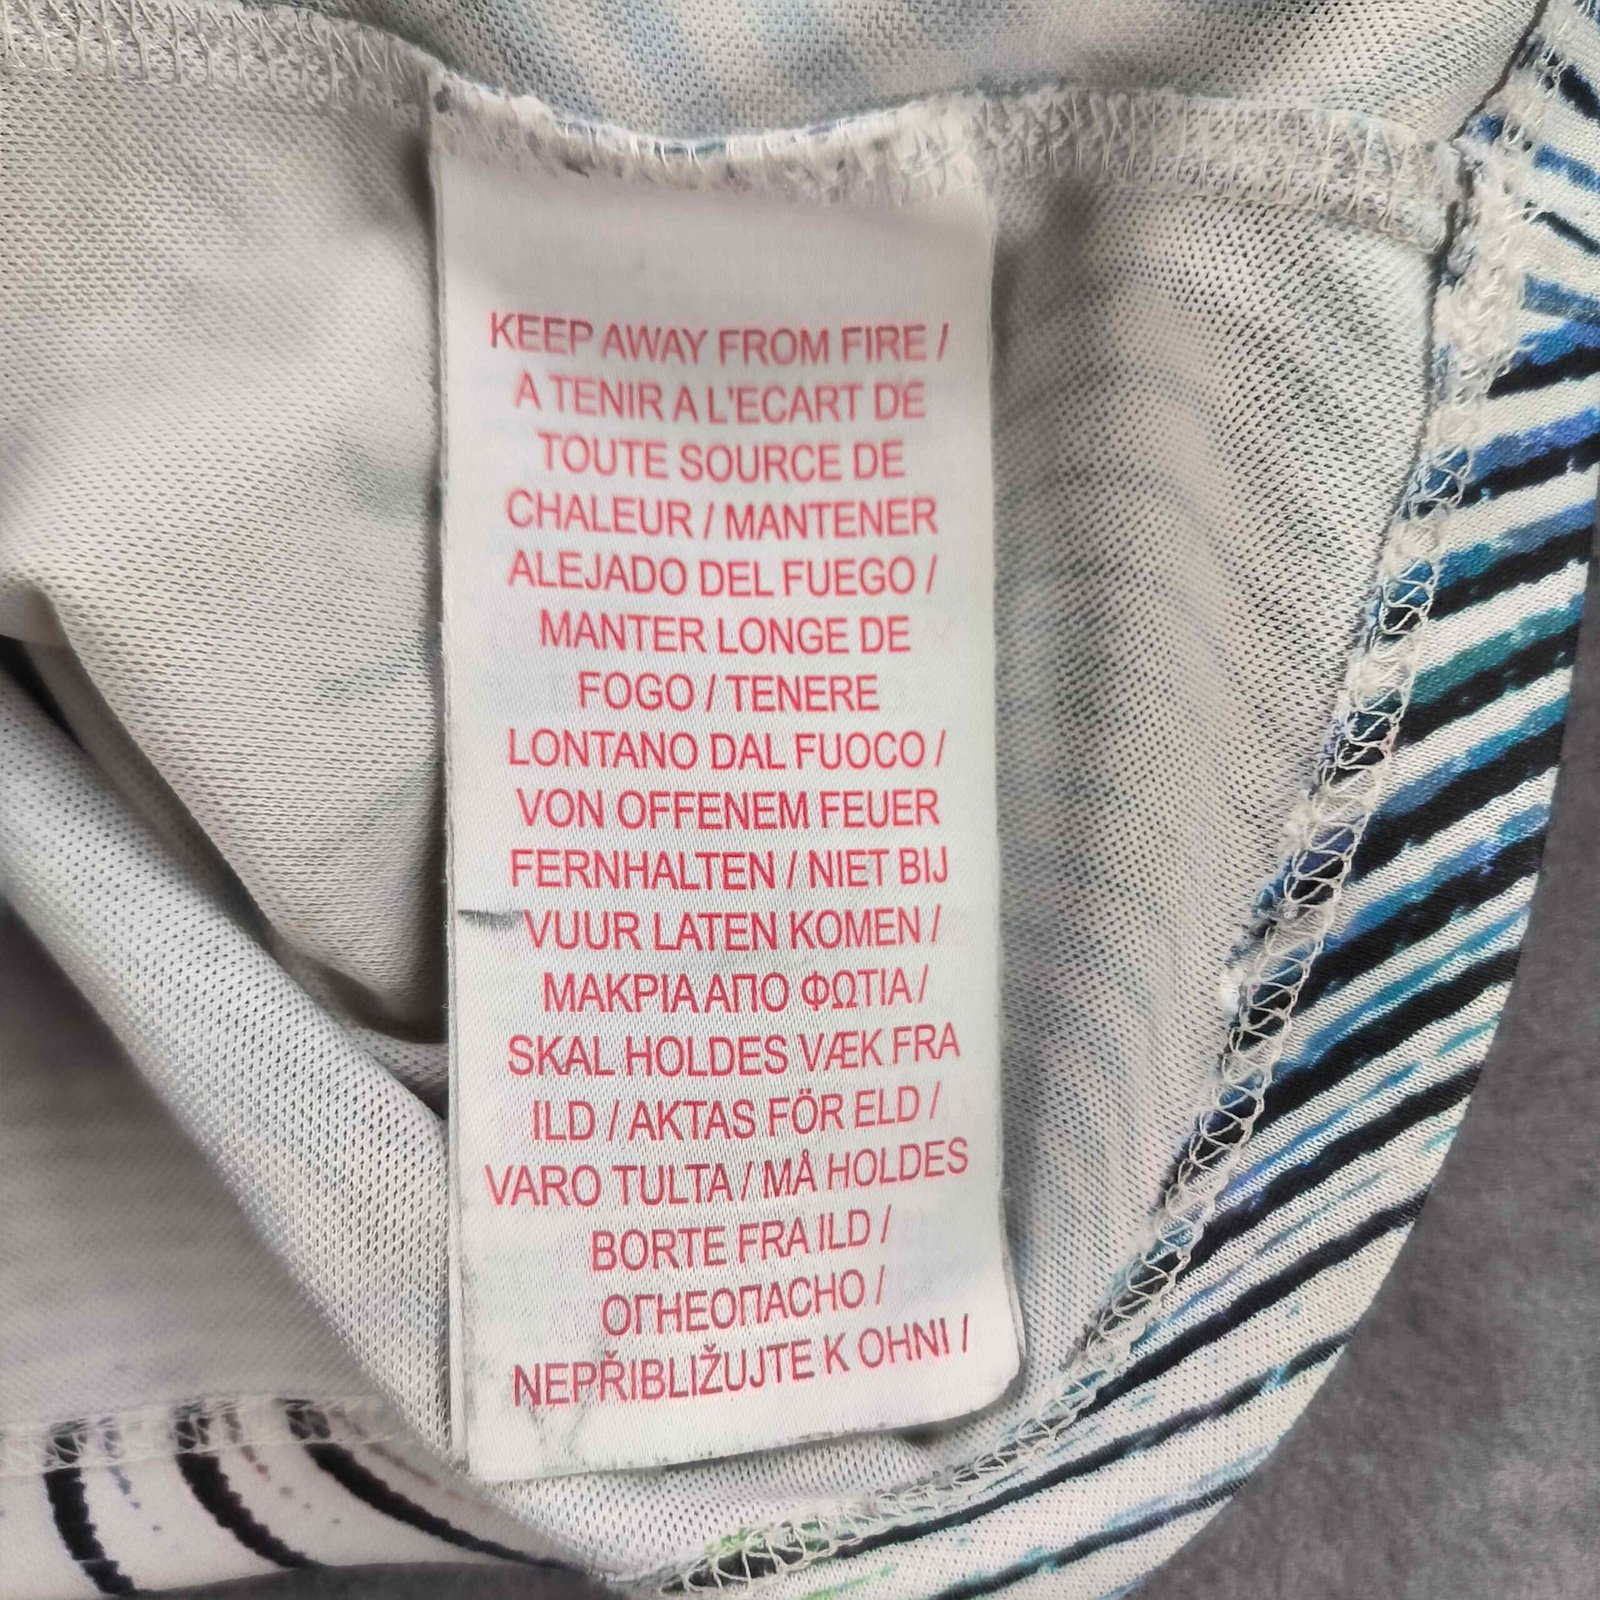 KEEP AWAY FROM FIRE /
A TENIR A L'ECART DE
TOUTE SOURCE DE
CHALEUR / MANTENER
ALEJADO DEL FUEGO /
MANTER LONGE DE
FOGO / TENERE
LONTANO DAL FUOCO /
VON OFFENEM FEUER
FERNHALTEN / NIET BIJ
VUUR LATEN KOMEN /
ΜΑΚΡΙΑ ΑΠΟ ΦΩΤΙΑ /
SKAL HOLDES VÆK FRA
ILD / AKTAS FÖR ELD /
VARO TULTA / MÅ HOLDES
BORTE FRA ILD /
ОГНЕОПАСНО /
NEPŘIBLIŽUJTE K OHNI /